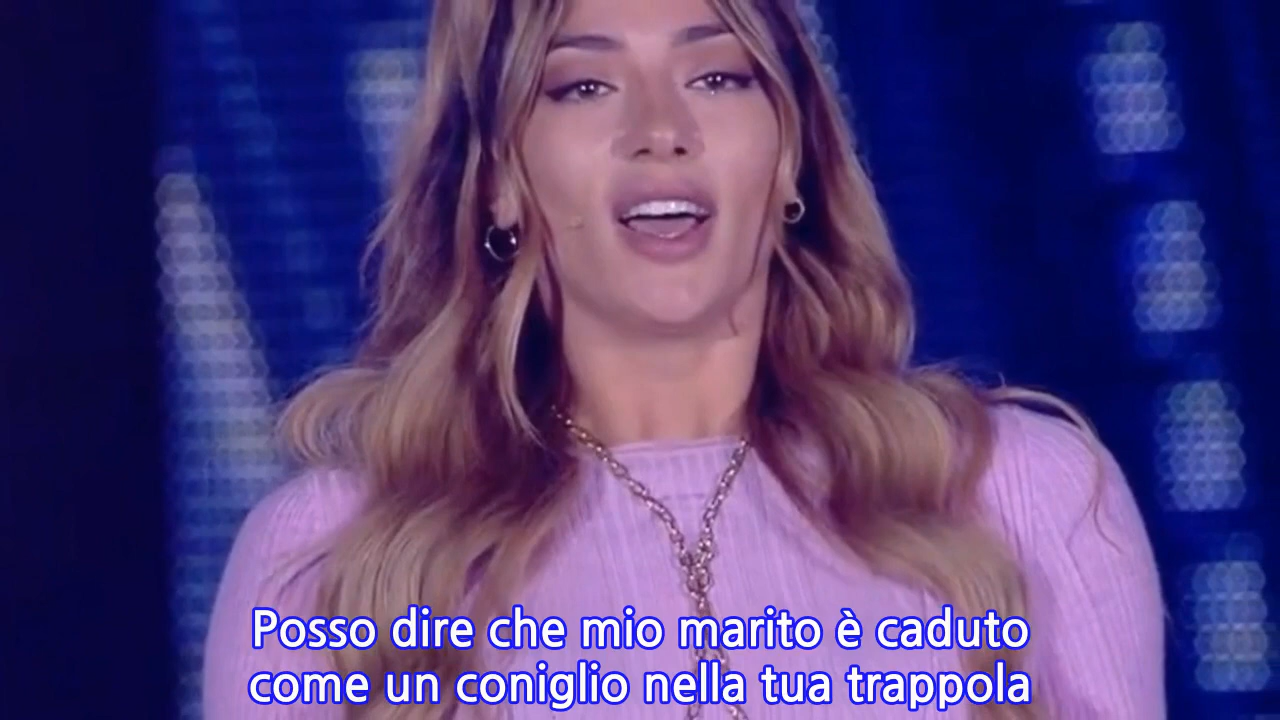 Posso dire che mio marito è caduto
come un coniglio nella tua trappola